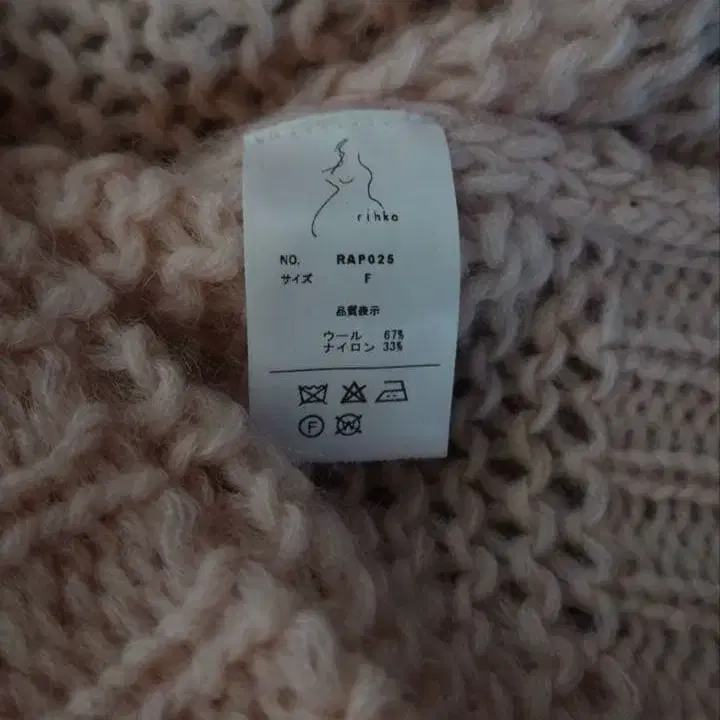 rihko
NO. RAP025
サイズ F
品質表示
ウール 67%
ナイロン 33%
F
W